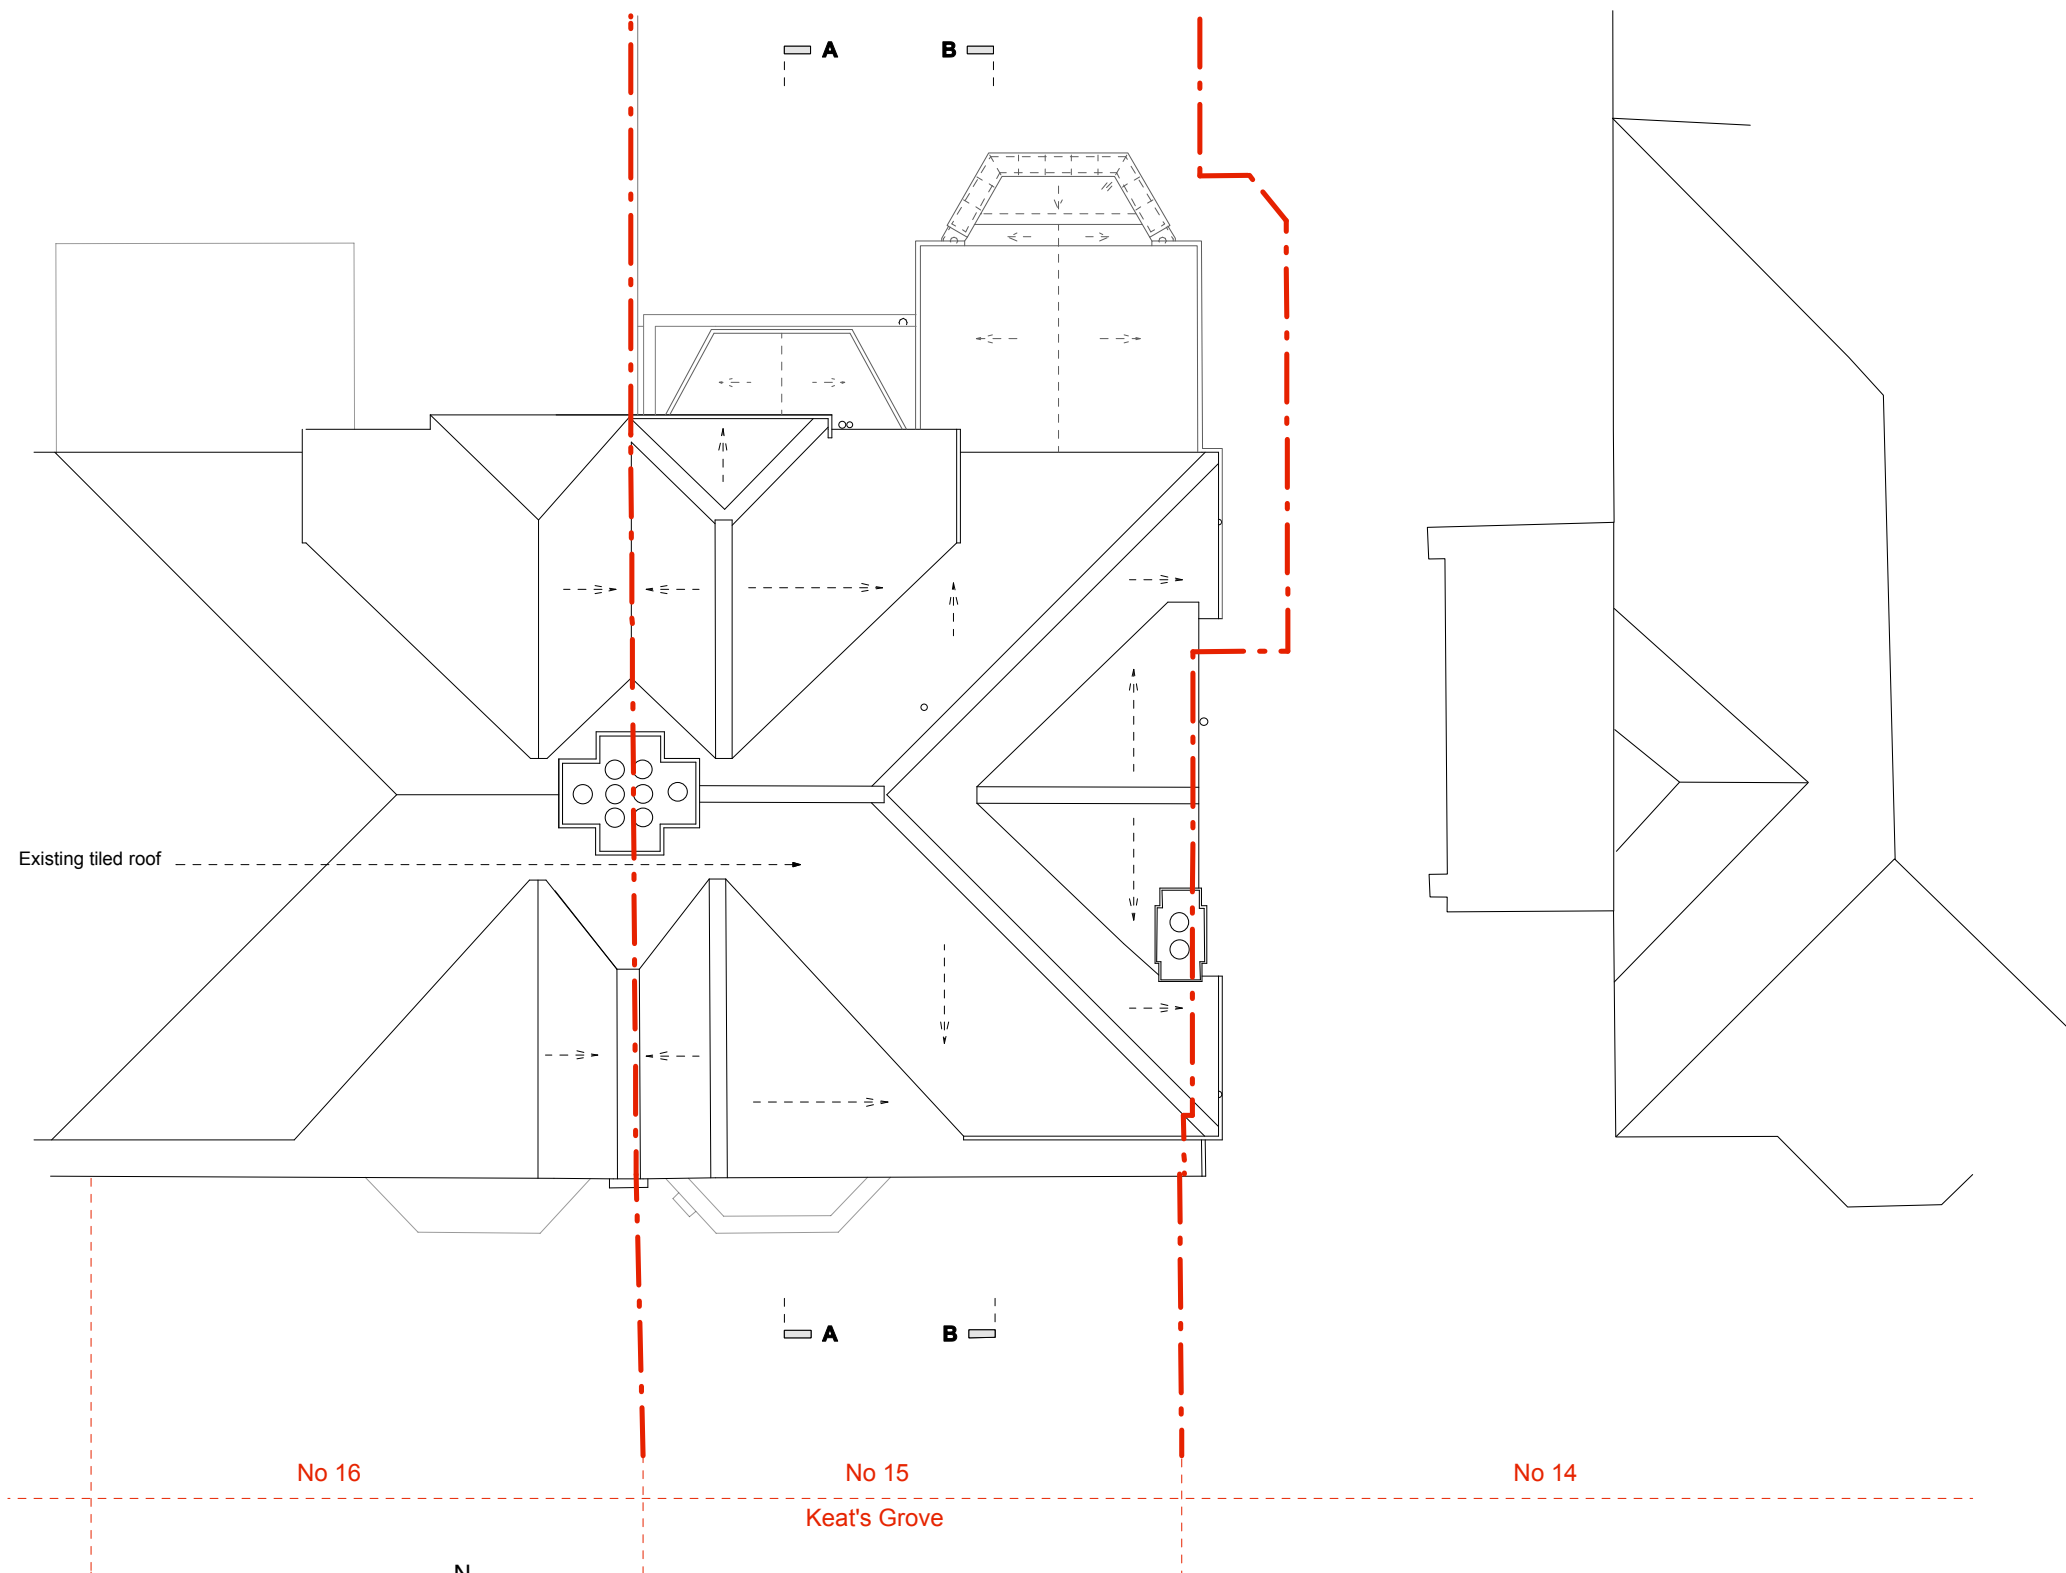 A B
Existing tiled roof
A B
No 16 No 15 No 14
Keat's Grove
N